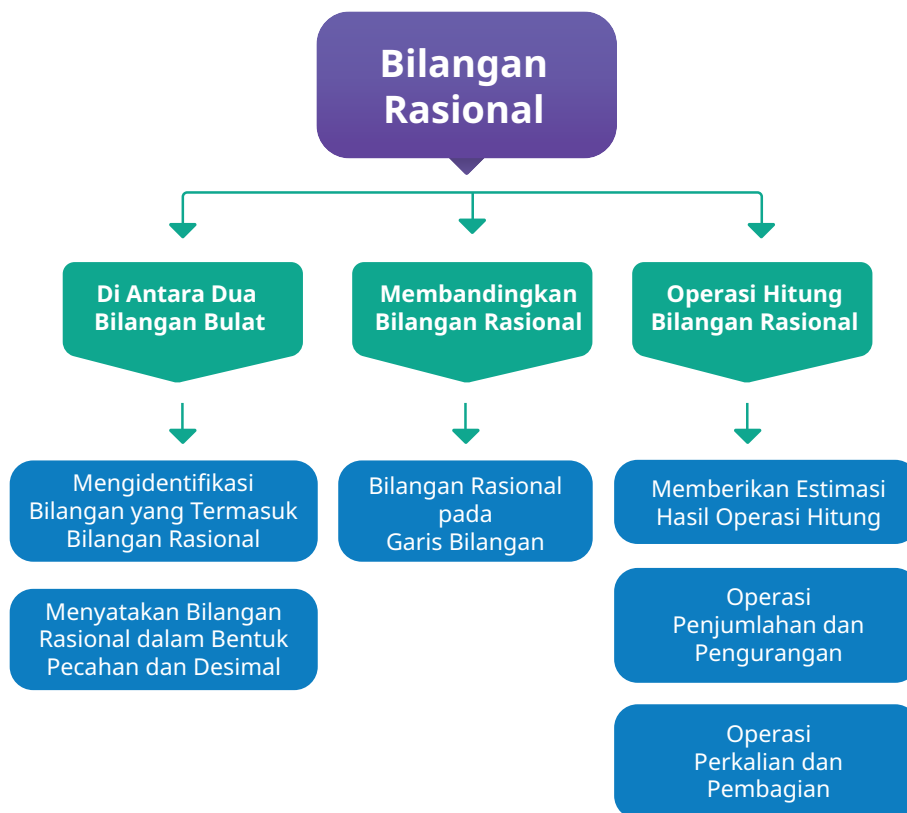 Bilangan
Rasional
Di Antara Dua
Bilangan Bulat
Mengidentifikasi
Bilangan yang Termasuk
Bilangan Rasional
Menyatakan Bilangan
Rasional dalam Bentuk
Pecahan dan Desimal
Membandingkan
Bilangan Rasional
Bilangan Rasional
pada
Garis Bilangan
Operasi Hitung
Bilangan Rasional
Memberikan Estimasi
Hasil Operasi Hitung
Operasi
Penjumlahan dan
Pengurangan
Operasi
Perkalian dan
Pembagian